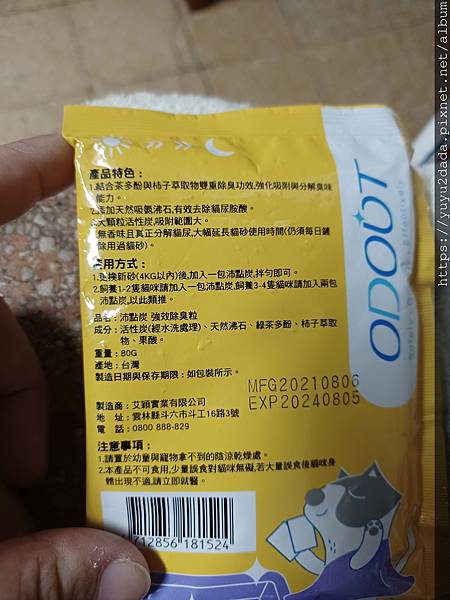 產品特色：
1.結合茶多酚與柿子萃取物雙重除臭功效,強化吸附與分解臭味
能力。
2.添加天然吸氨沸石,有效去除貓尿胺酸。
大顆粒活性炭,吸附範圍大。
無香味且真正分解貓尿,大幅延長貓砂使用時間(仍須每日鏟
除用過貓砂)。
使用方式：
1.更換新砂(4KG以內)後,加入一包沛點炭,拌勻即可。
2.飼養1-2隻貓咪請加入一包沛點炭,飼養3-4隻貓咪請加入兩包
沛點炭,以此類推。
品名：沛點炭 強效除臭粒
成分：活性炭(經水洗處理)、天然沸石、綠茶多酚、柿子萃取
物、果酸。
重量：80G
產地：台灣
製造日期與保存期限：如包裝所示。
MFG20210806
EXP20240805
製造商：艾穎實業有限公司
地 址：雲林縣斗六市斗工16路3號
電 話：0800 888-829
注意事項：
1.請置於幼童與寵物拿不到的陰涼乾燥處。
2.本產品不可食用,少量誤食對貓咪無礙,若大量誤食後貓咪身
體出現不適,請立即就醫。
712856 181524
ODOUT
Effectively
https://yuyu2dada.pixnet.net/album